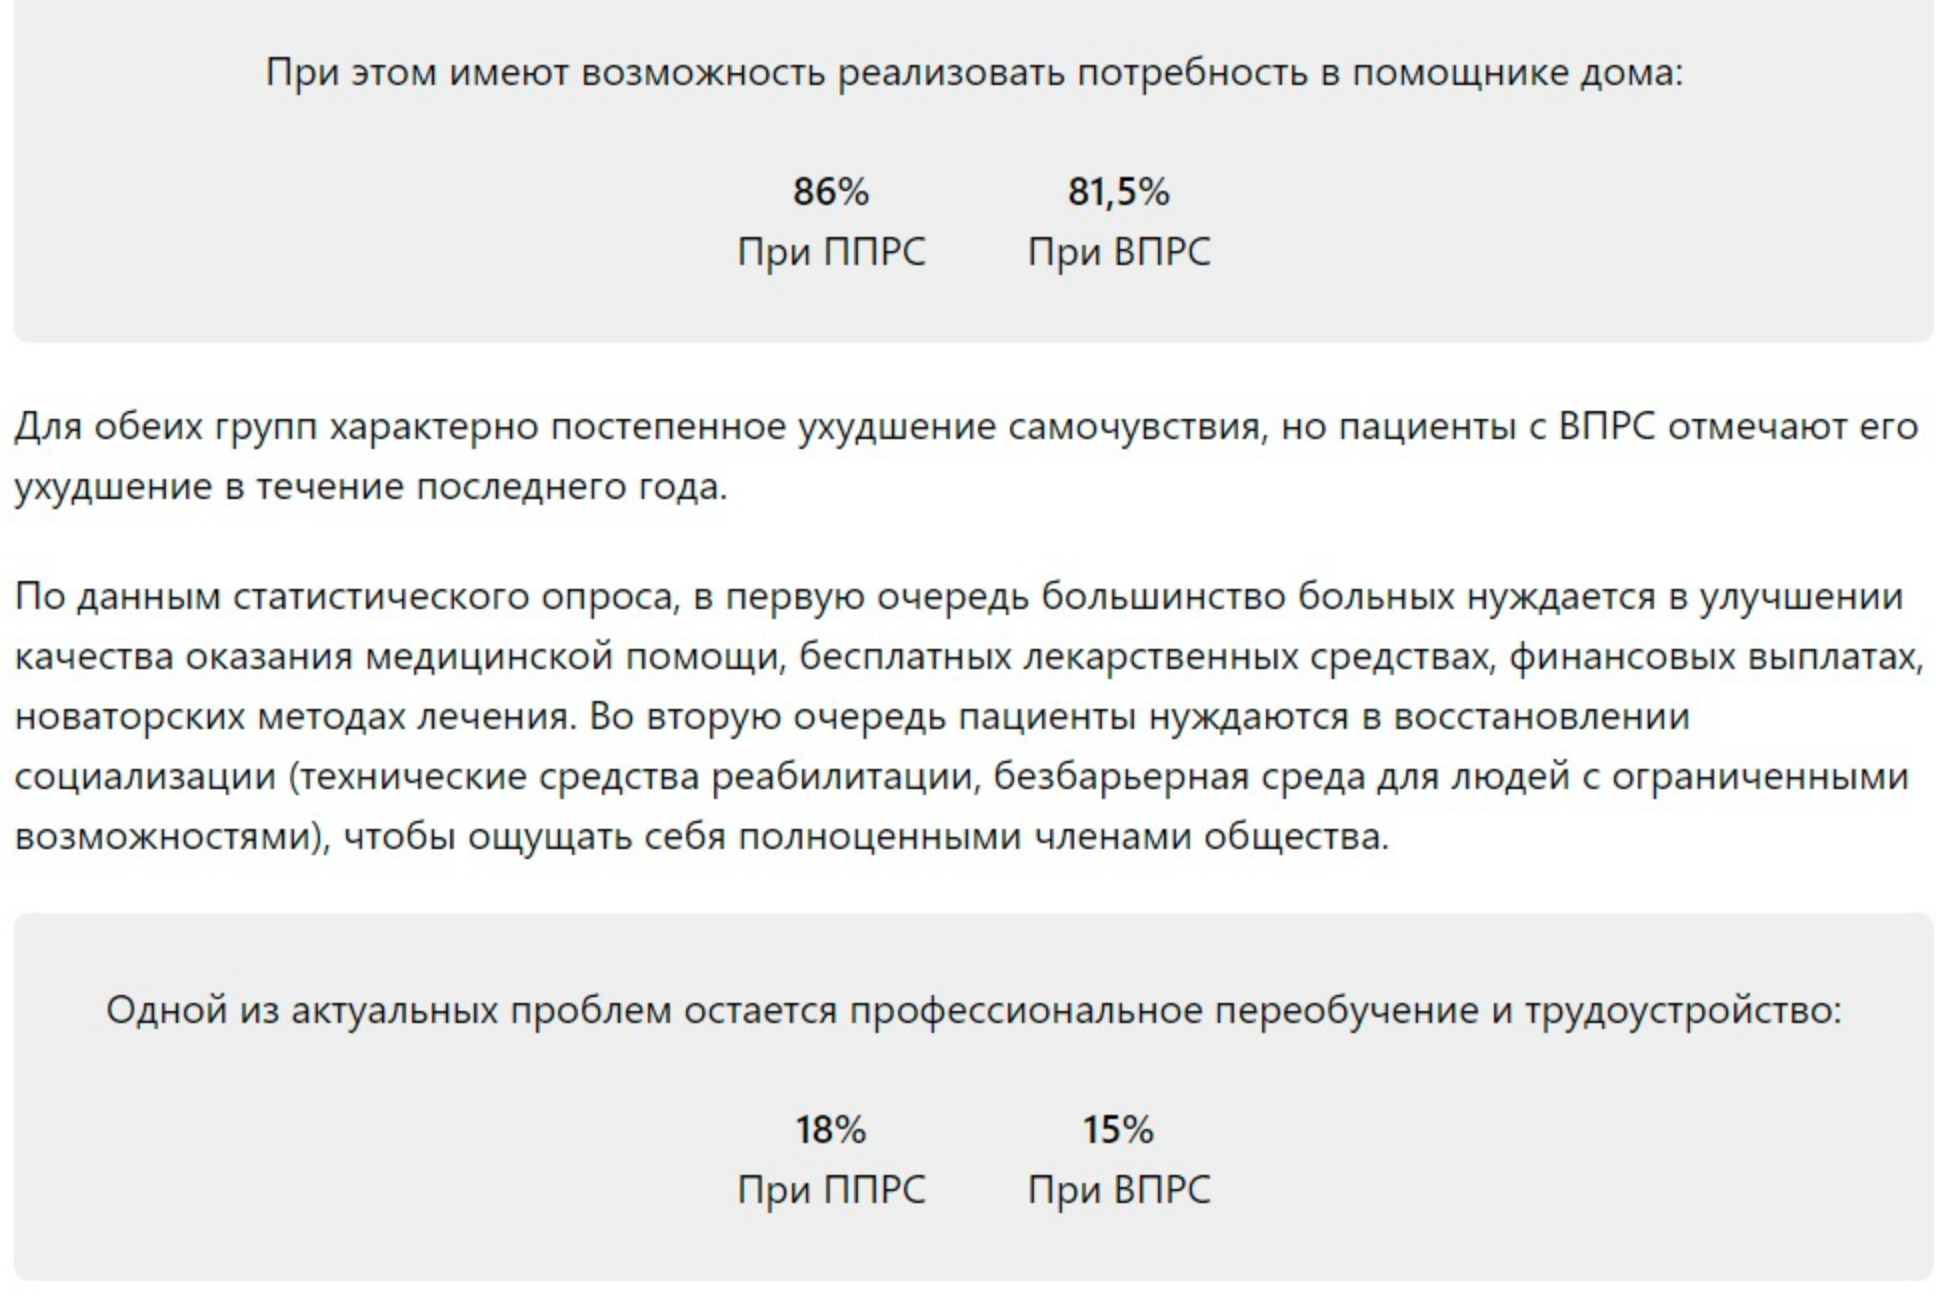 При этом имеют возможность реализовать потребность в помощнике дома:
86% 81,5%
При ППРС При ВПРС
Для обеих групп характерно постепенное ухудшение самочувствия, но пациенты с ВПРС отмечают его
ухудшение в течение последнего года.
По данным статистического опроса, в первую очередь большинство больных нуждается в улучшении
качества оказания медицинской помощи, бесплатных лекарственных средствах, финансовых выплатах,
новаторских методах лечения. Во вторую очередь пациенты нуждаются в восстановлении
социализации (технические средства реабилитации, безбарьерная среда для людей с ограниченными
возможностями), чтобы ощущать себя полноценными членами общества.
Одной из актуальных проблем остается профессиональное переобучение и трудоустройство:
18% 15%
При ППРС При ВПРС